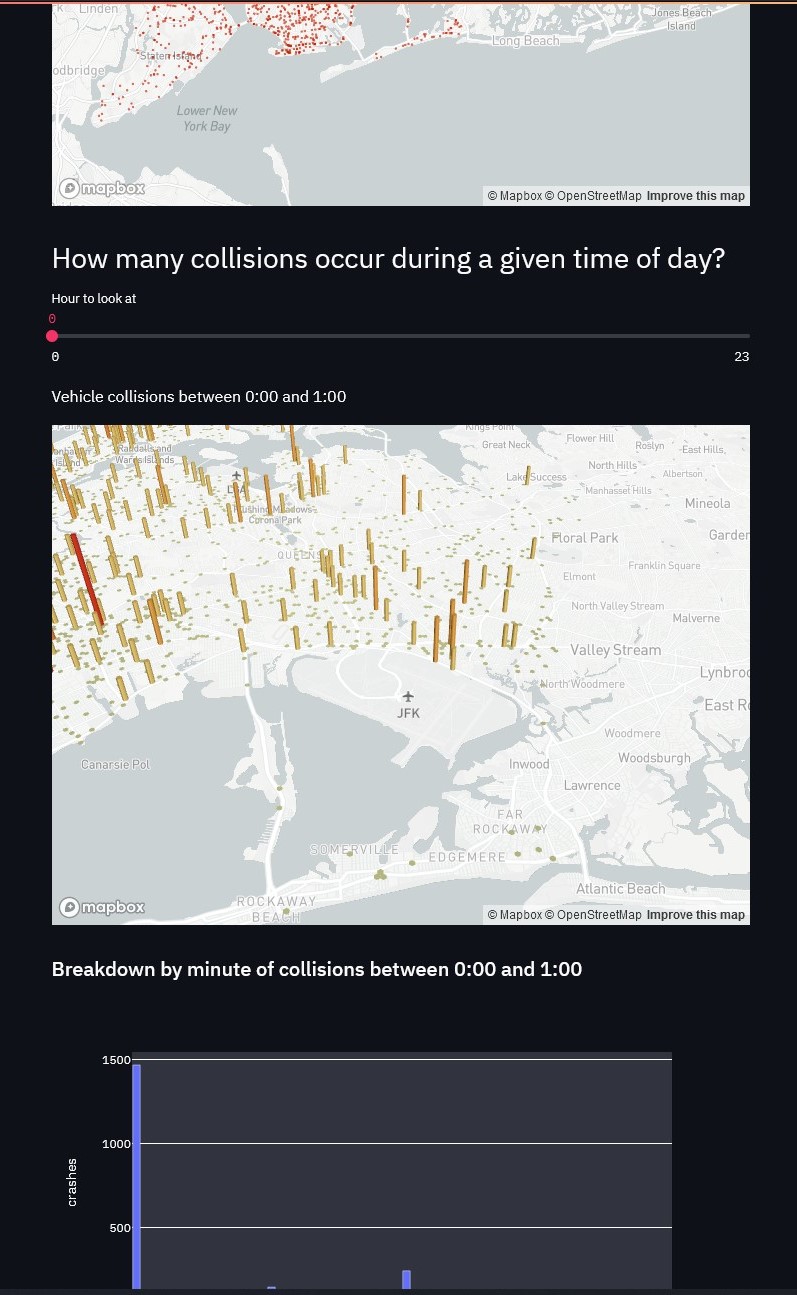 Linden
Jones Beach
Island
Long Beach
Staten Island
odbridge
Lower New
York Bay
mapbox
© Mapbox © OpenStreetMap Improve this map
How many collisions occur during a given time of day?
Hour to look at
0
0
23
Vehicle collisions between 0:00 and 1:00
Kings Point
Great Neck
Flower Hill
Roslyn
East Hills
Randalls and
Wards Islands
Lake Success
North Hills
Albertson
Manhasset Hills
Mineola
Flushing Meadows
Corona Park
Garden
Floral Park
QUEENS
Franklin Square
Elmont
North Valley Stream
Malverne
Valley Stream
Lynbroo
North Woodmere
East Ro
JFK
Woodmere
Canarsie Pol
Inwood
Woodsburgh
Lawrence
FAR
ROCKAWAY
SOMERVILLE
EDGEMERE
Atlantic Beach
ROCKAWAY
BEACH
mapbox
© Mapbox © OpenStreetMap Improve this map
Breakdown by minute of collisions between 0:00 and 1:00
1500
1000
crashes
500